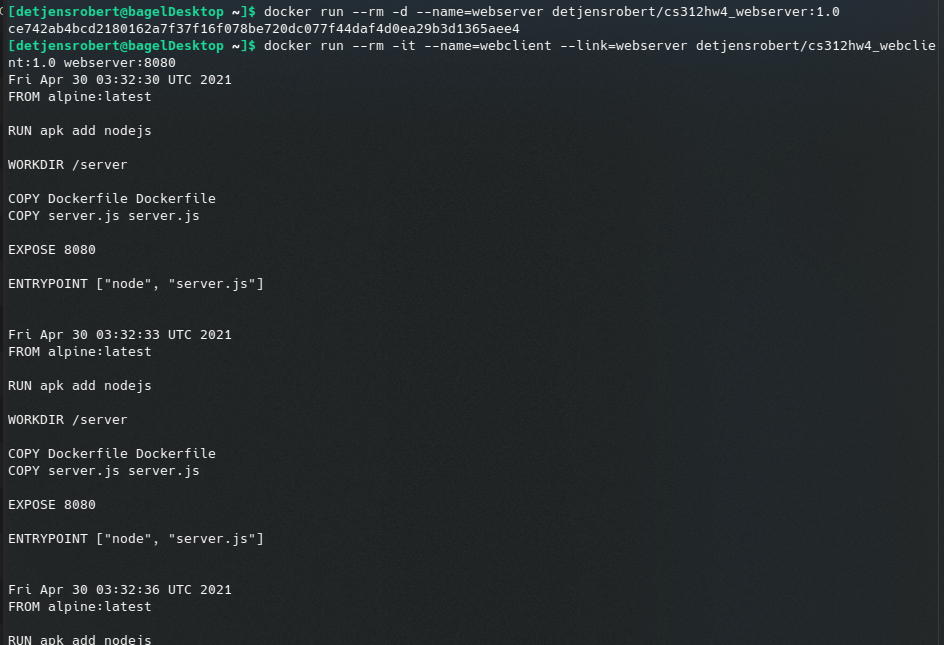 [detjensrobert@bagelDesktop ~]$ docker run --rm -d --name=webserver detjensrobert/cs312hw4_webserver:1.0
ce742ab4bcd2180162a7f37f16f078be720dc077f44daf4d0ea29b3d1365aee4
[detjensrobert@bagelDesktop ~]$ docker run --rm -it --name=webclient --link=webserver detjensrobert/cs312hw4_webclie
nt:1.0 webserver:8080
Fri Apr 30 03:32:30 UTC 2021
FROM alpine:latest
RUN apk add nodejs
WORKDIR /server
COPY Dockerfile Dockerfile
COPY server.js server.js
EXPOSE 8080
ENTRYPOINT ["node", "server.js"]
Fri Apr 30 03:32:33 UTC 2021
FROM alpine:latest
RUN apk add nodejs
WORKDIR /server
COPY Dockerfile Dockerfile
COPY server.js server.js
EXPOSE 8080
ENTRYPOINT ["node", "server.js"]
Fri Apr 30 03:32:36 UTC 2021
FROM alpine:latest
RUN apk add nodejs